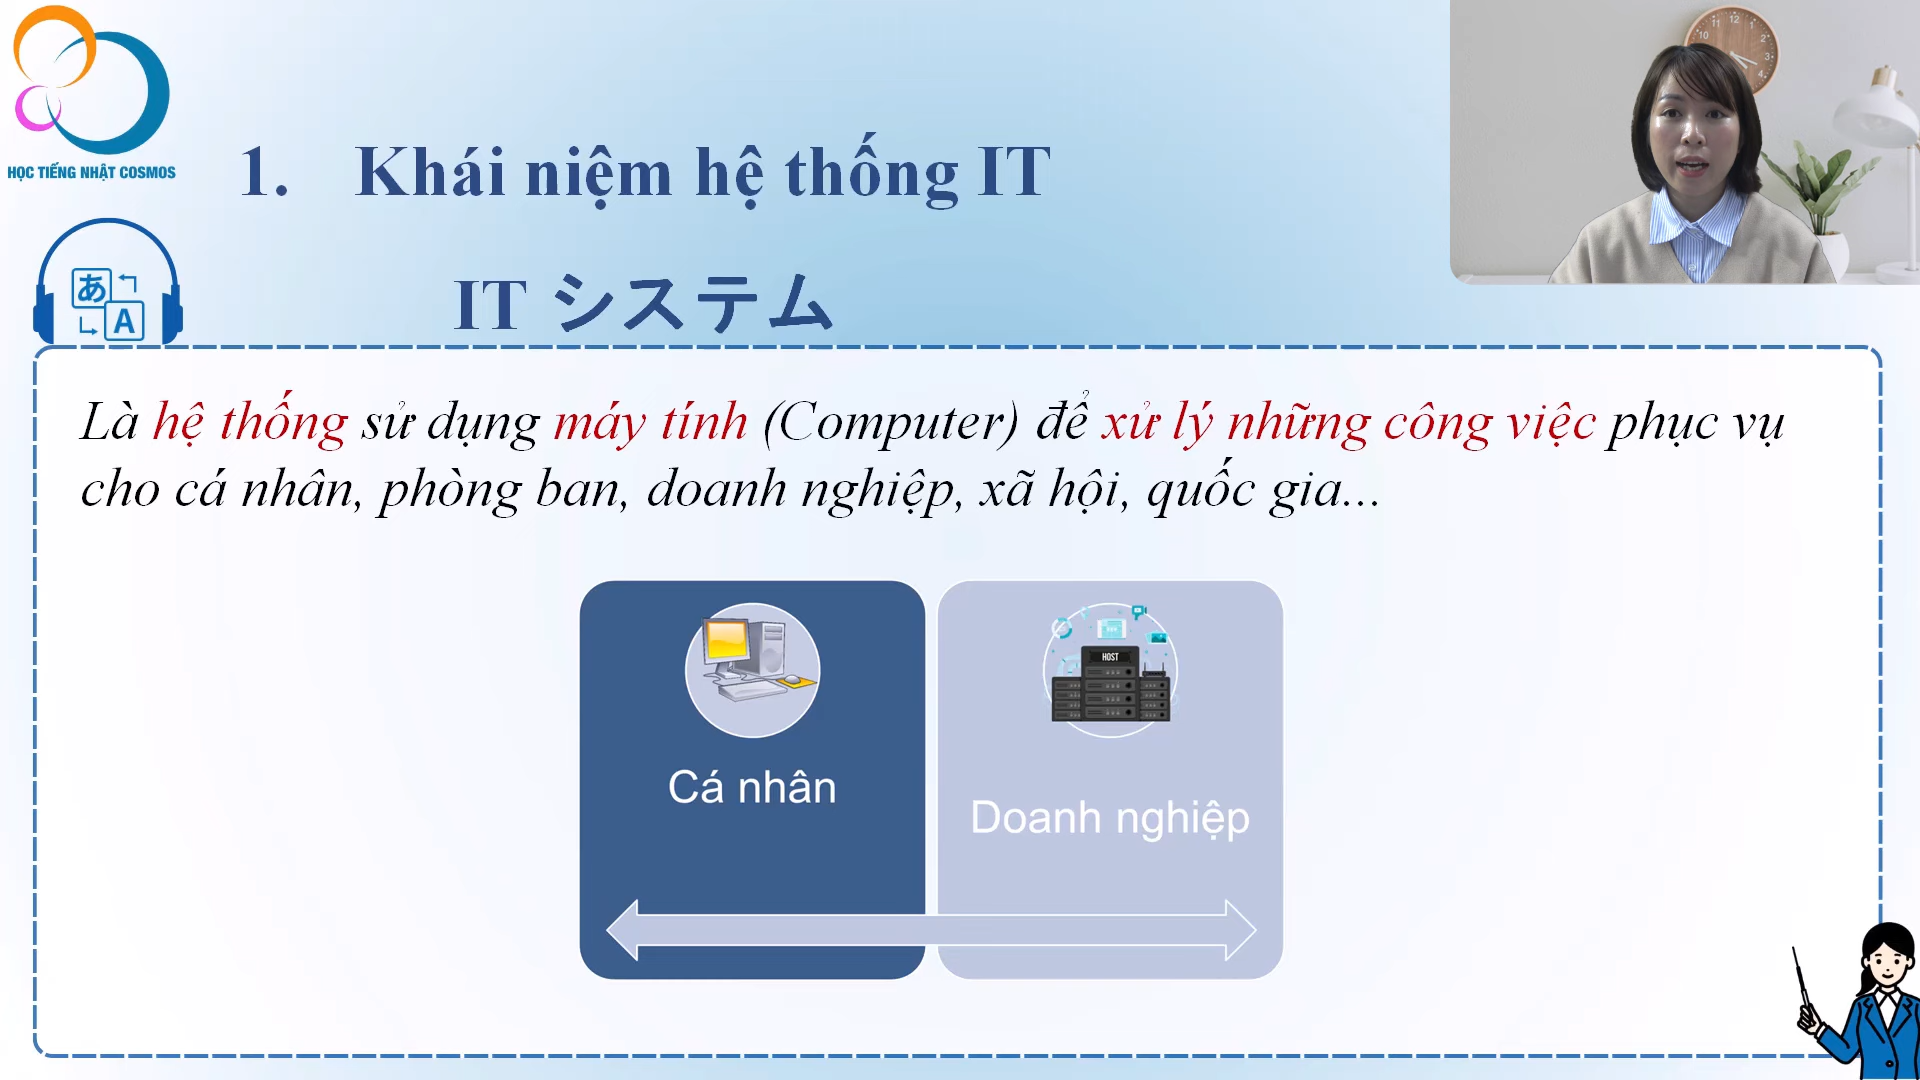 HỌC TIẾNG NHẬT COSMOS
1. Khái niệm hệ thống IT
IT システム
あ
A
Là hệ thống sử dụng máy tính (Computer) để xử lý những công việc phục vụ
cho cá nhân, phòng ban, doanh nghiệp, xã hội, quốc gia...
HOST
Cá nhân
Doanh nghiệp